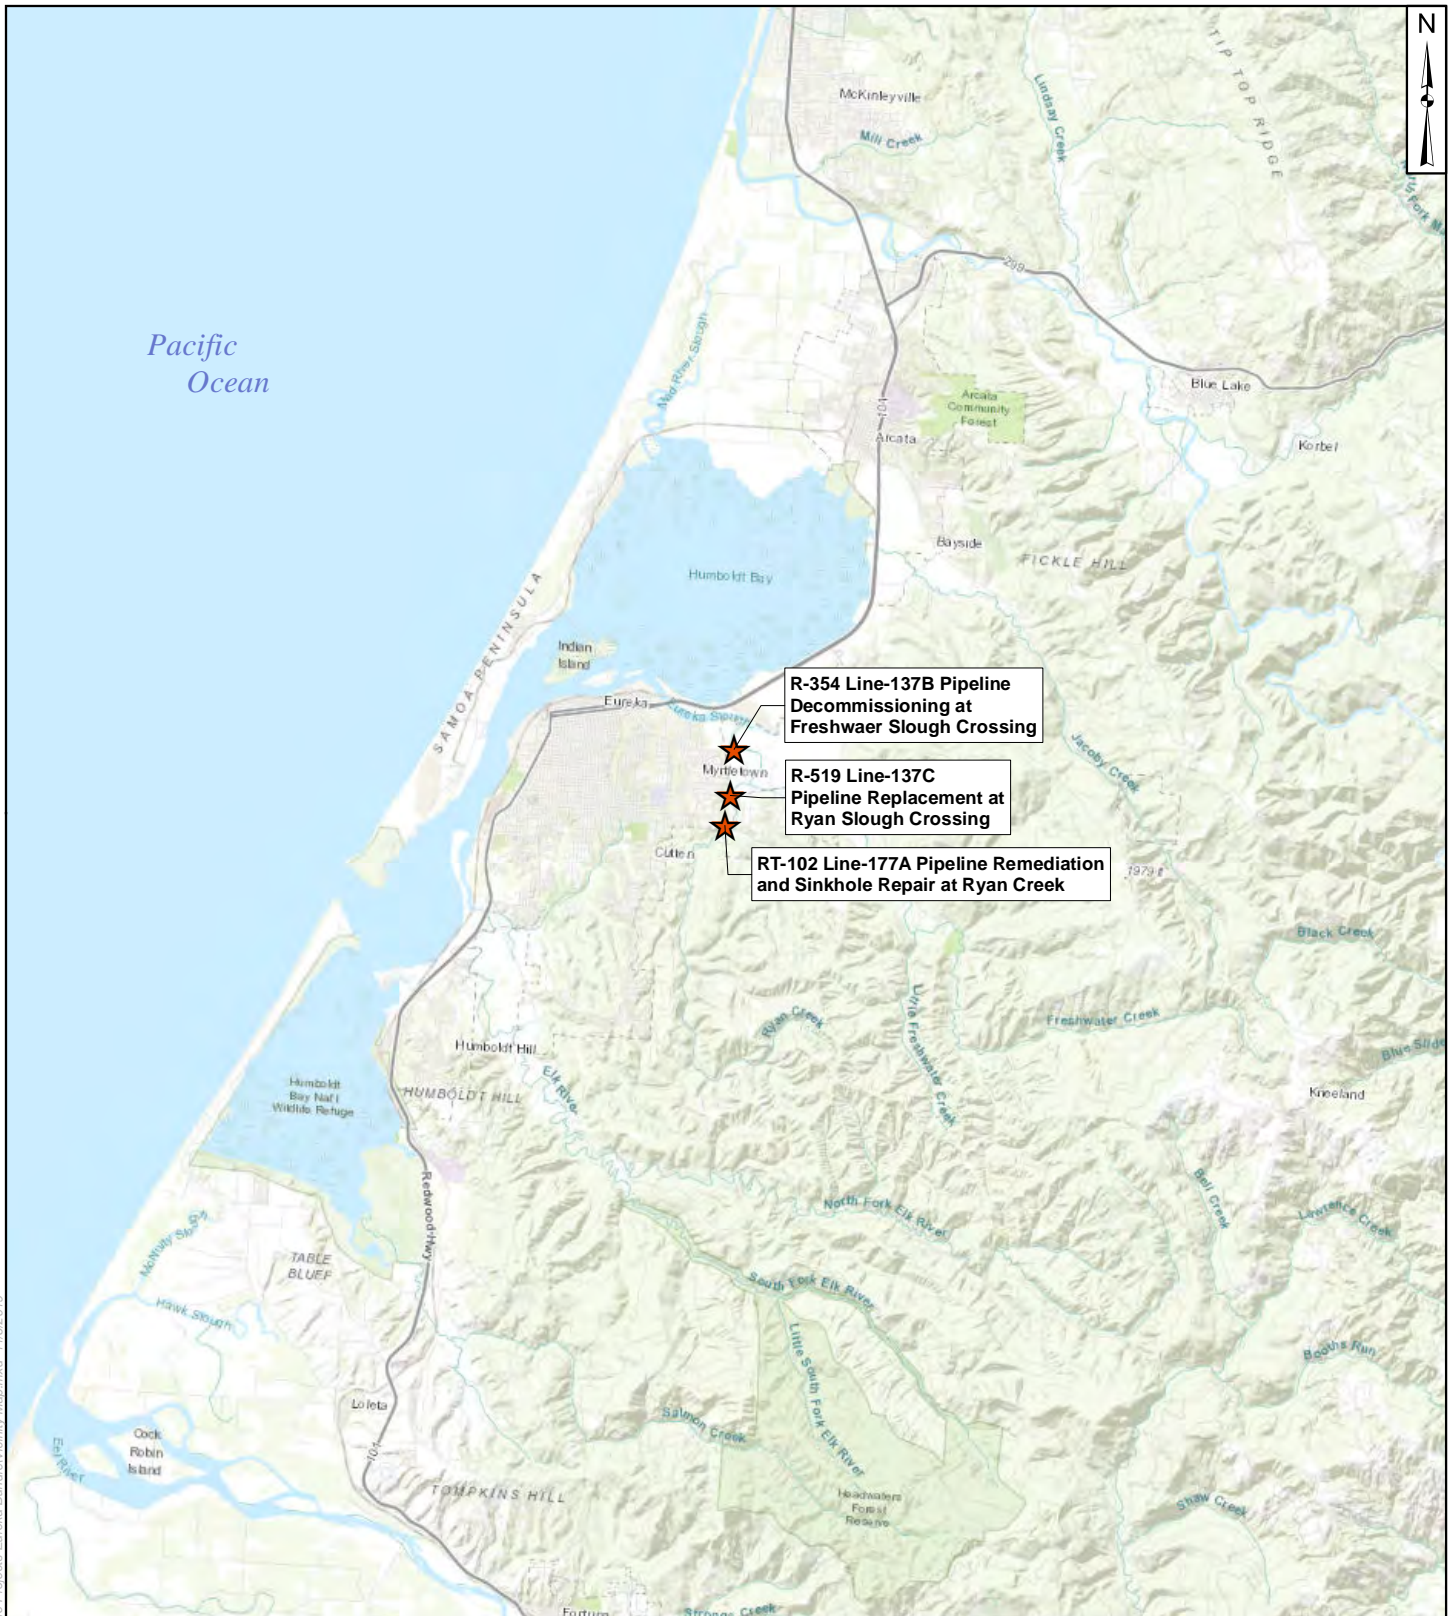 N
TIP TOP RIDGE
McKinleyville
Lindsay Creek
Mill Creek
299
Mad River Slough
Pacific
Ocean
Blue Lake
Arcata
Community
Forest
101
Arcata
Korbel
Bayside
FICKLE HILL
Humboldt Bay
SAMOA PENINSULA
Indian
Island
R-354 Line-137B Pipeline
Decommissioning at
Freshwaer Slough Crossing
Eureka
Eureka Slough
Jacoby Creek
Myrtletown
R-519 Line-137C
Pipeline Replacement at
Ryan Slough Crossing
Cutten
RT-102 Line-177A Pipeline Remediation
and Sinkhole Repair at Ryan Creek
1979 ft
Black Creek
Ryan Creek
Little Freshwater Creek
Freshwater Creek
Blue Slide
Humboldt Hill
Elk River
Kneeland
Humboldt
Bay Nat'l
Wildlife Refuge
HUMBOLDT HILL
Redwood Hwy
Bell Creek
North Fork Elk River
Lawrence Creek
McNulty Slough
TABLE
BLUFF
South Fork Elk River
Hawk Slough
Little South Fork Elk River
Booths Run
Loleta
Salmon Creek
Cock
Robin
Island
Eel River
101
TOMPKINS HILL
Headwaters
Forest
Reserve
Shaw Creek
Fortuna
Strongs Creek